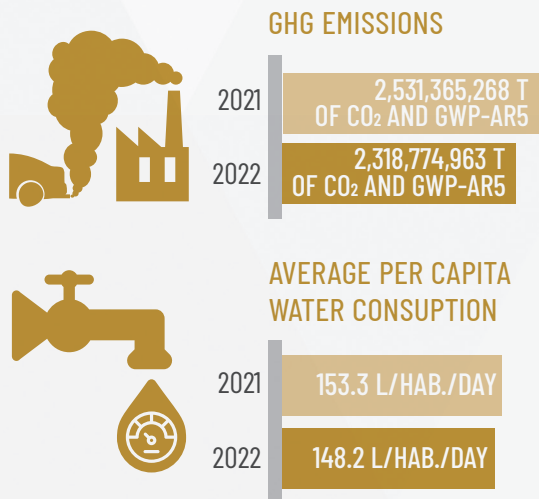 GHG EMISSIONS
2021
2,531,365,268 T
OF CO₂ AND GWP-AR5
2022
2,318,774,963 T
OF CO₂ AND GWP-AR5
AVERAGE PER CAPITA
WATER CONSUPTION
2021
153.3 L/HAB./DAY
2022
148.2 L/HAB./DAY